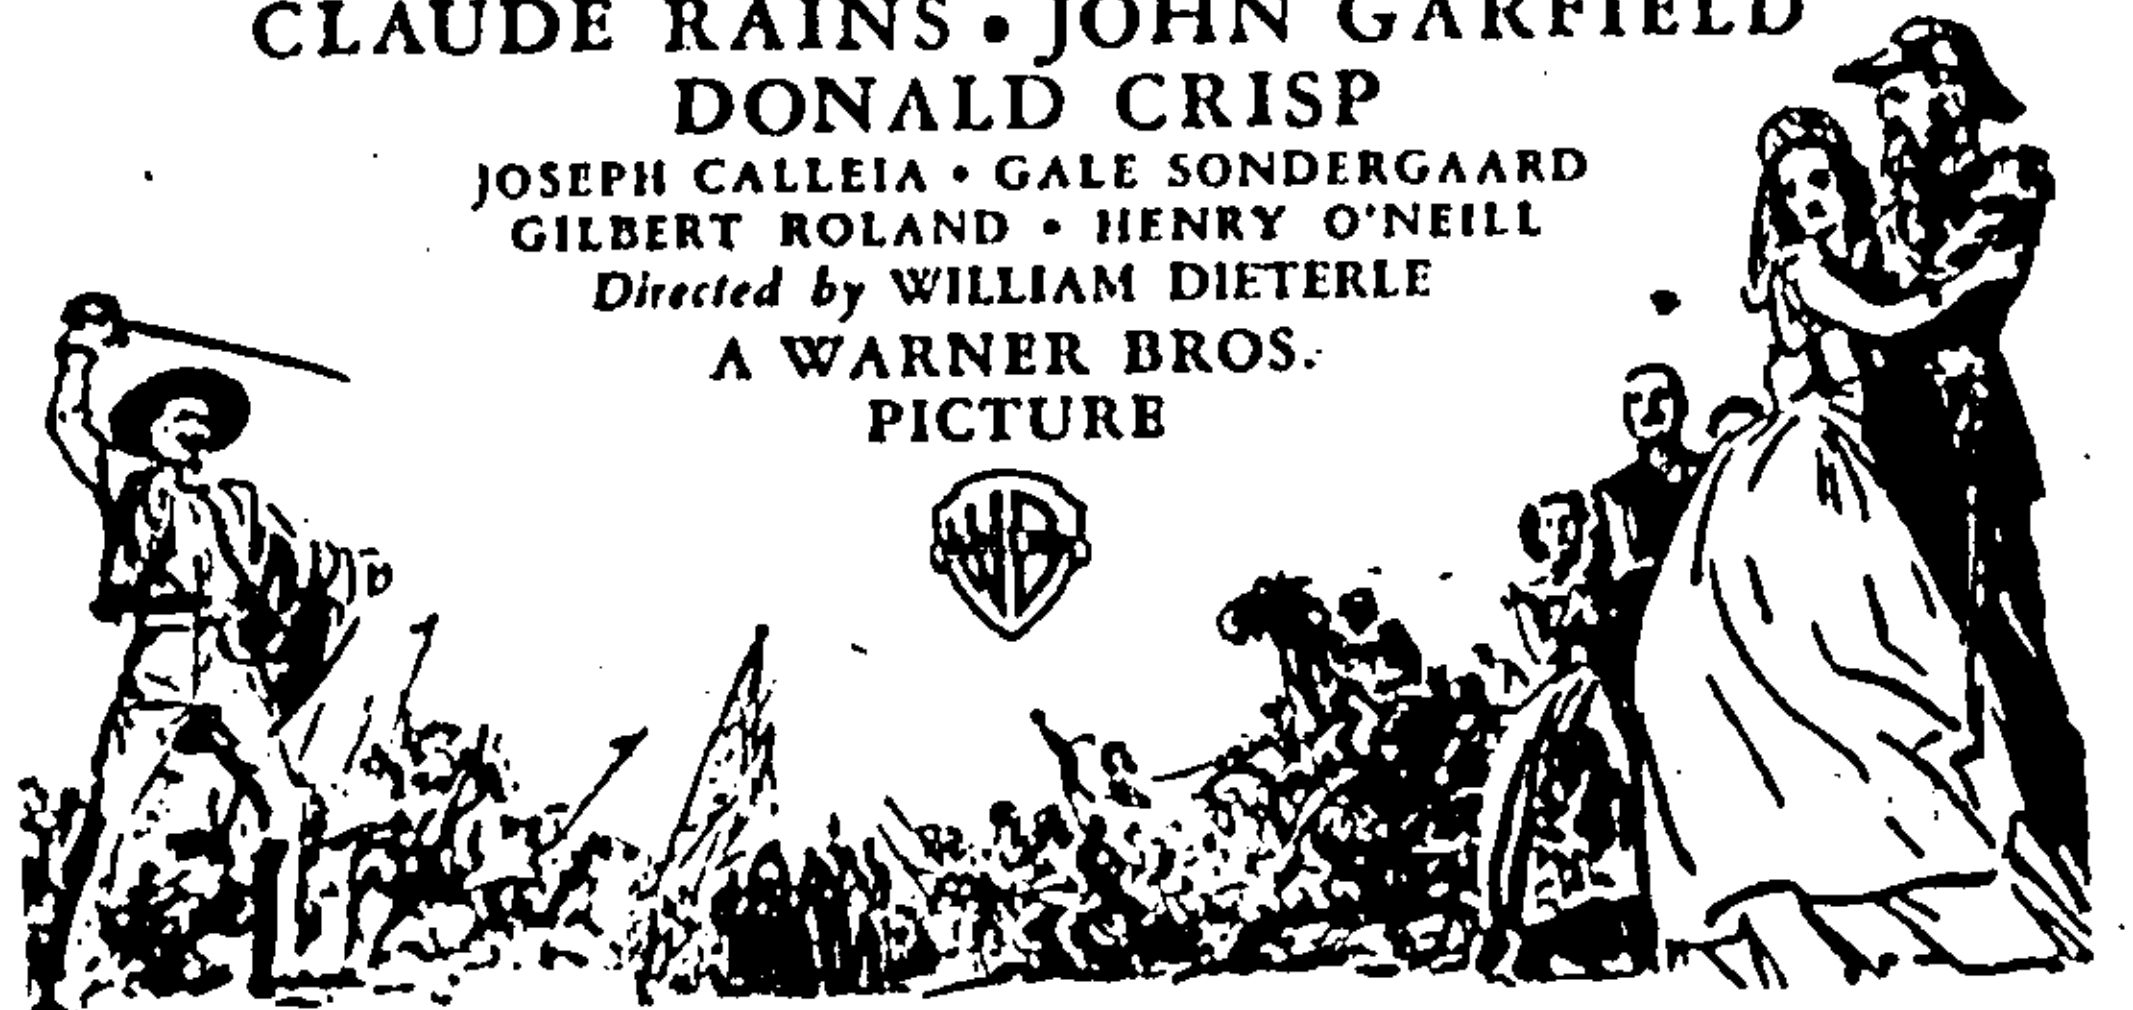 CLAUDE RAINS • JOHN GARFIELD
DONALD CRISP
JOSEPH CALLEIA • GALE SONDERGAARD
GILBERT ROLAND • HENRY O'NEILL
Directed by WILLIAM DIETERLE
A WARNER BROS.
PICTURE
WB